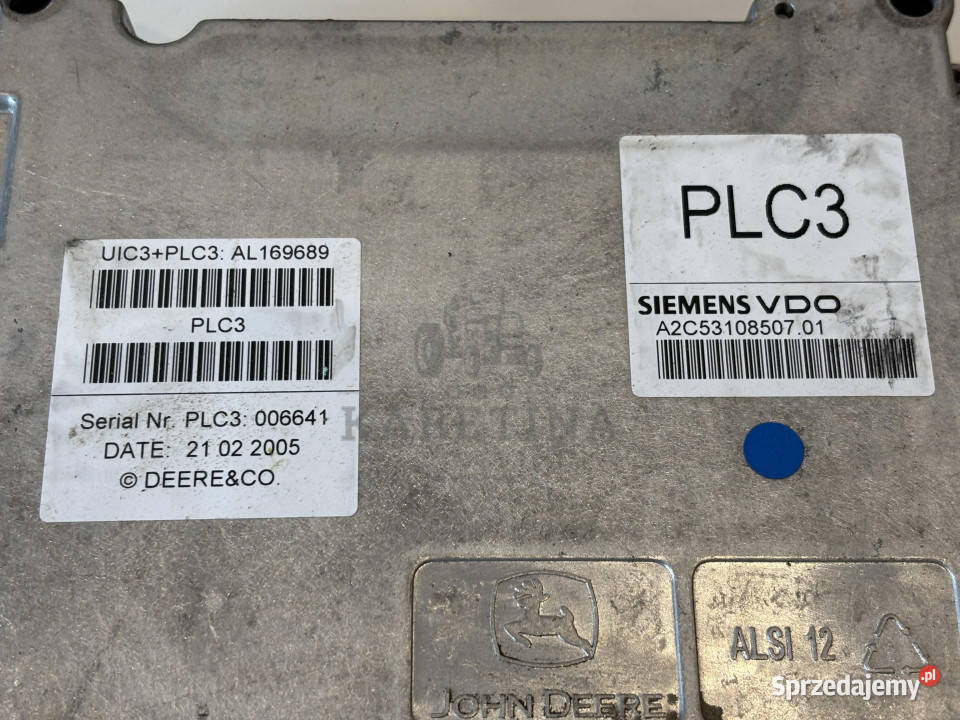 UIC3+PLC3: AL169689
PLC3
Serial Nr. PLC3: 006641
DATE: 21 02 2005
© DEERE&CO.
PLC3
SIEMENS VDO
A2C53108507.01
JOHN DEERE
ALSI 12
Sprzedajemy.pl